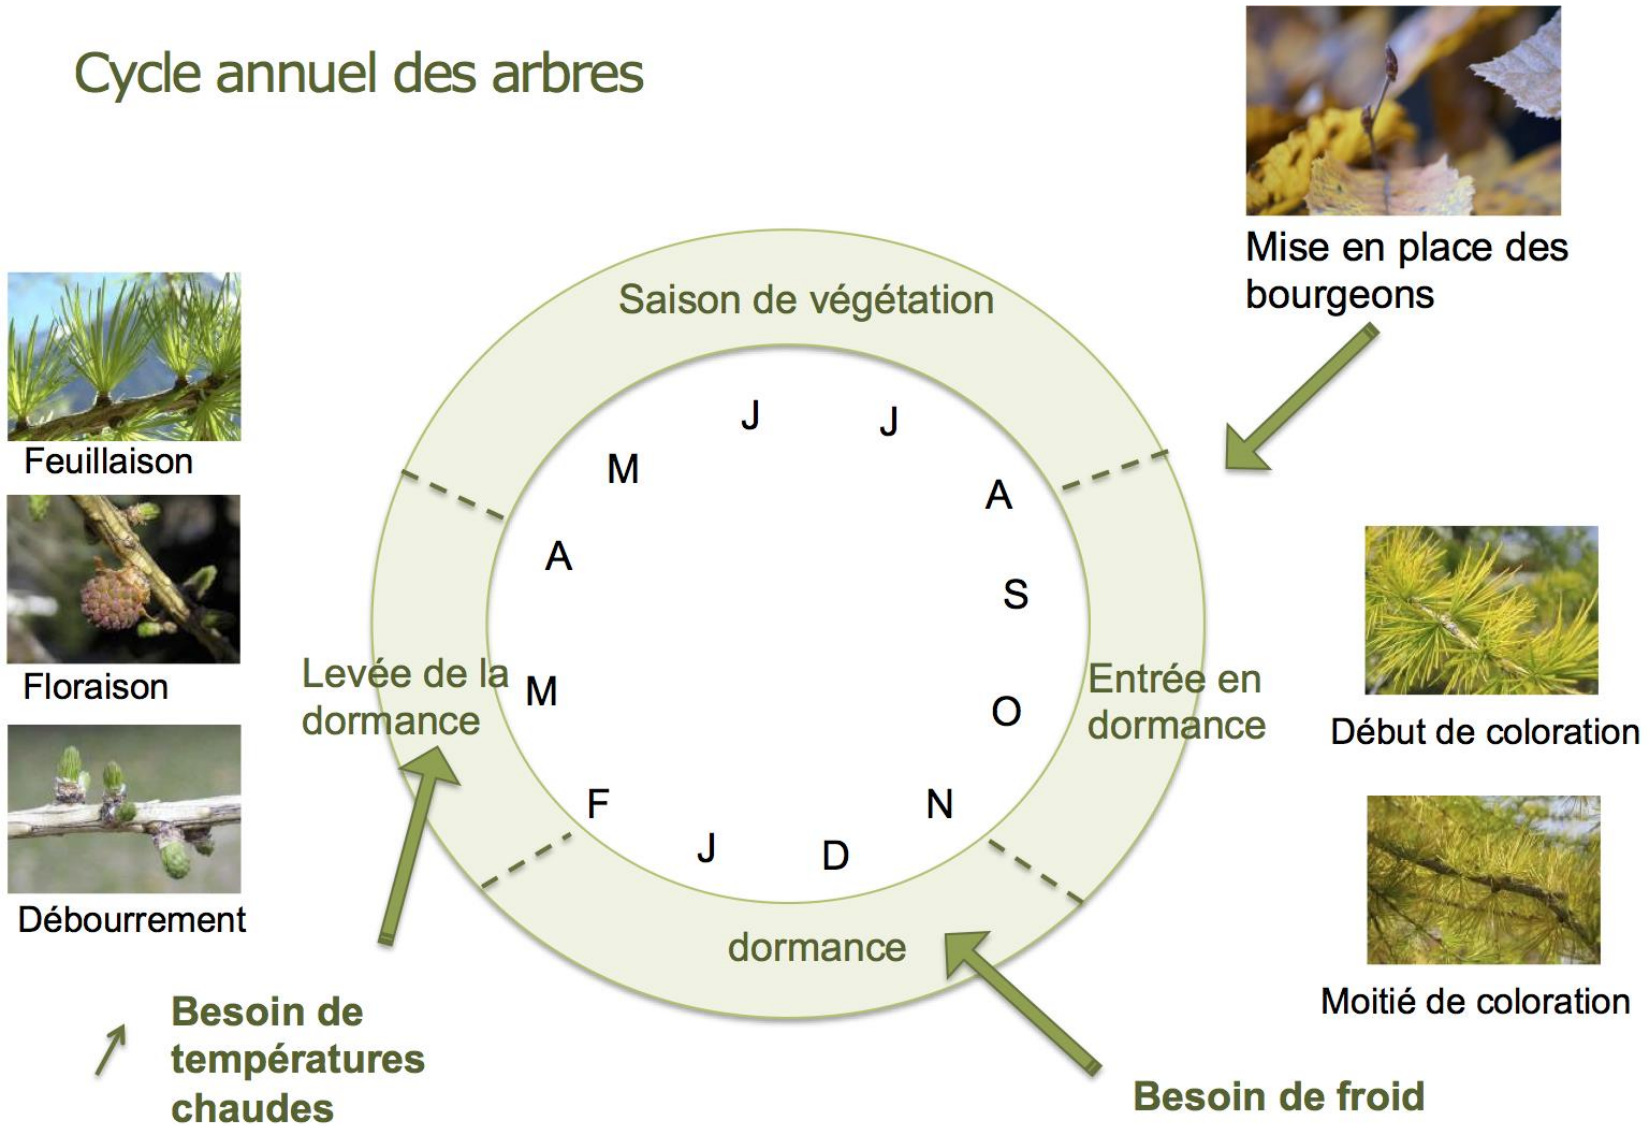 Cycle annuel des arbres
Mise en place des
bourgeons
Saison de végétation
Feuillaison
Floraison
Débourrement
J
J
M
A
A
S
M
O
F
N
J
D
Levée de la
dormance
Entrée en
dormance
dormance
Début de coloration
Moitié de coloration
Besoin de
températures
chaudes
Besoin de froid